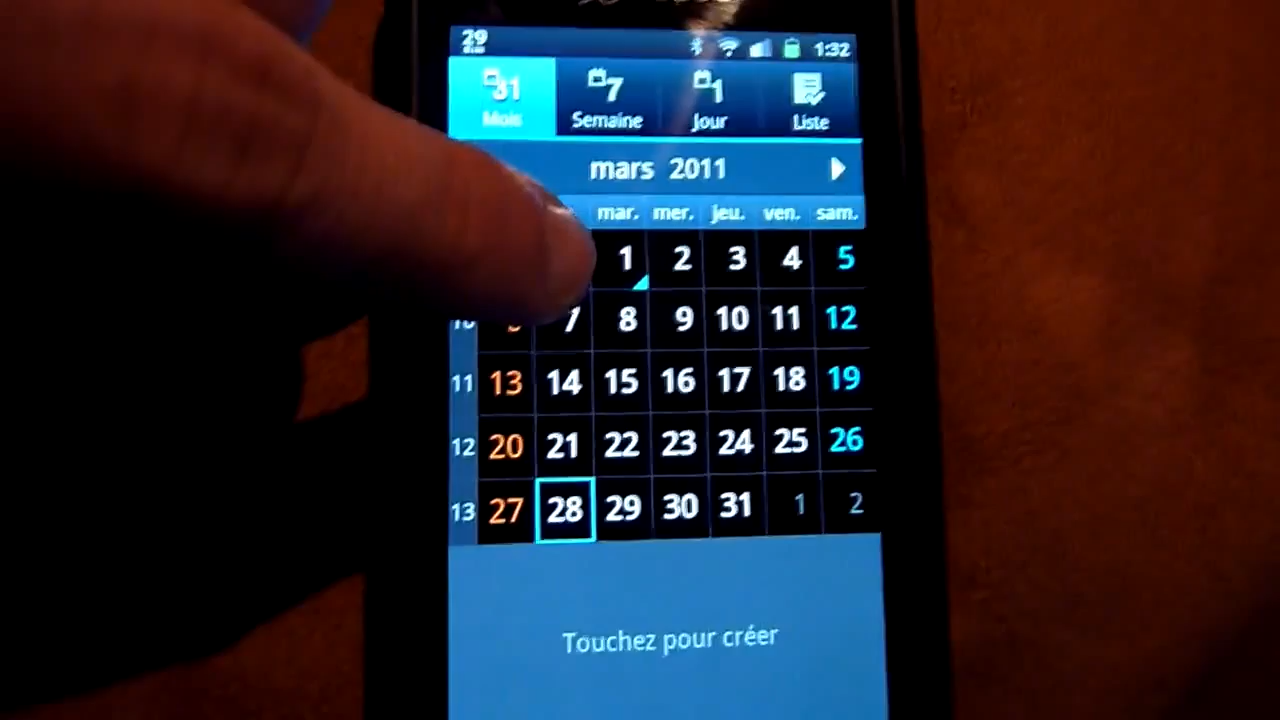 29 1:32
31 7 1
Mois Semaine Jour Liste
mars 2011
mar. mer. jeu. ven. sam.
1 2 3 4 5
10 7 8 9 10 11 12
11 13 14 15 16 17 18 19
12 20 21 22 23 24 25 26
13 27 28 29 30 31 1 2
Touchez pour créer